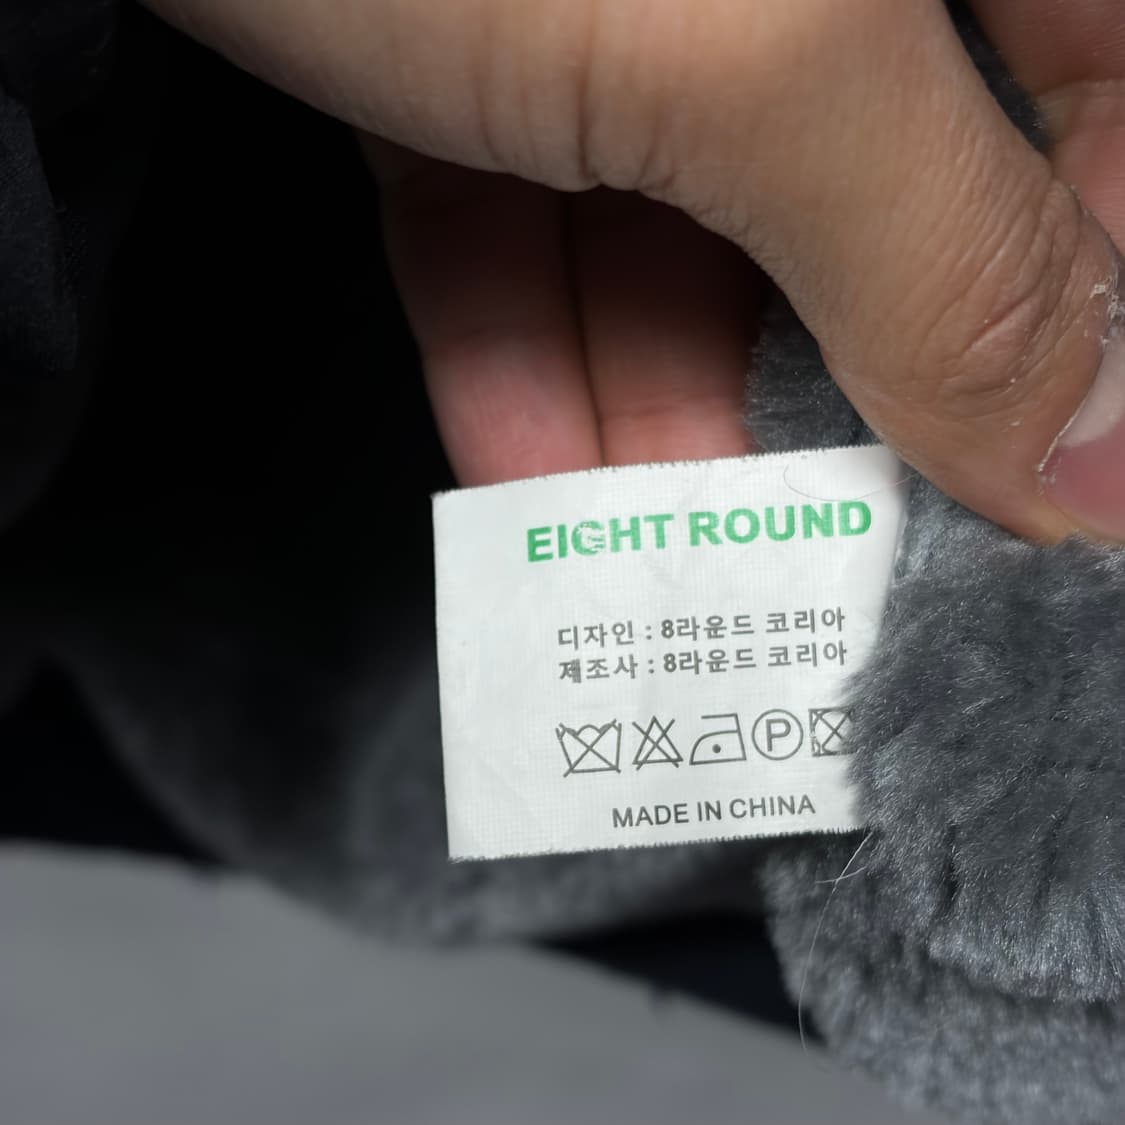 EIGHT ROUND
디자인 : 8라운드 코리아
제조사 : 8라운드 코리아
P
MADE IN CHINA